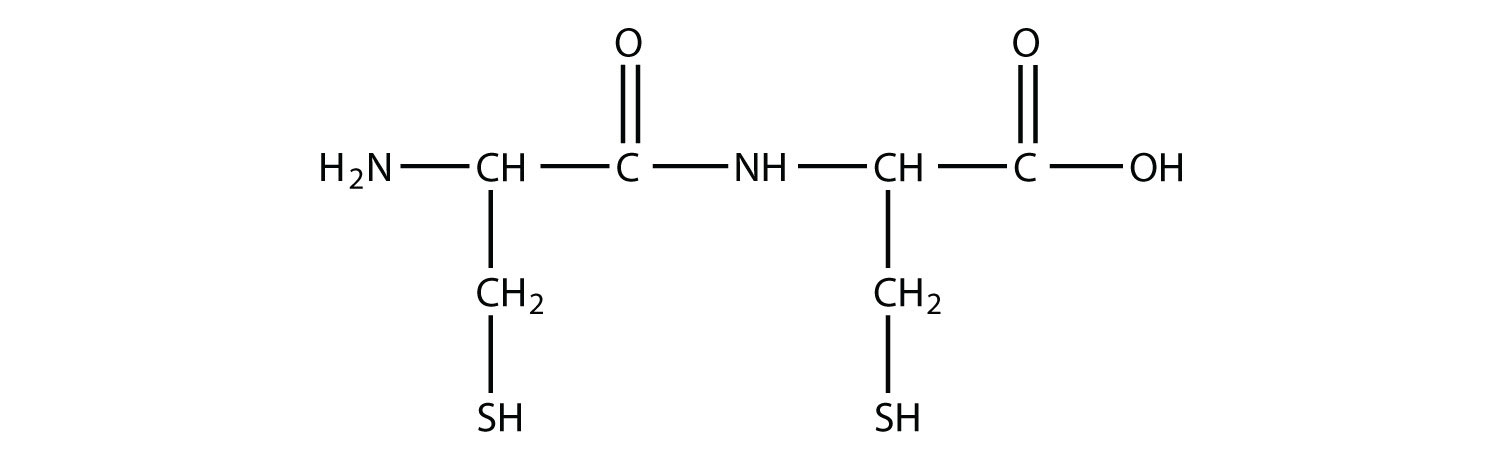 O O
H₂N CH C NH CH C OH
CH₂ CH₂
SH SH